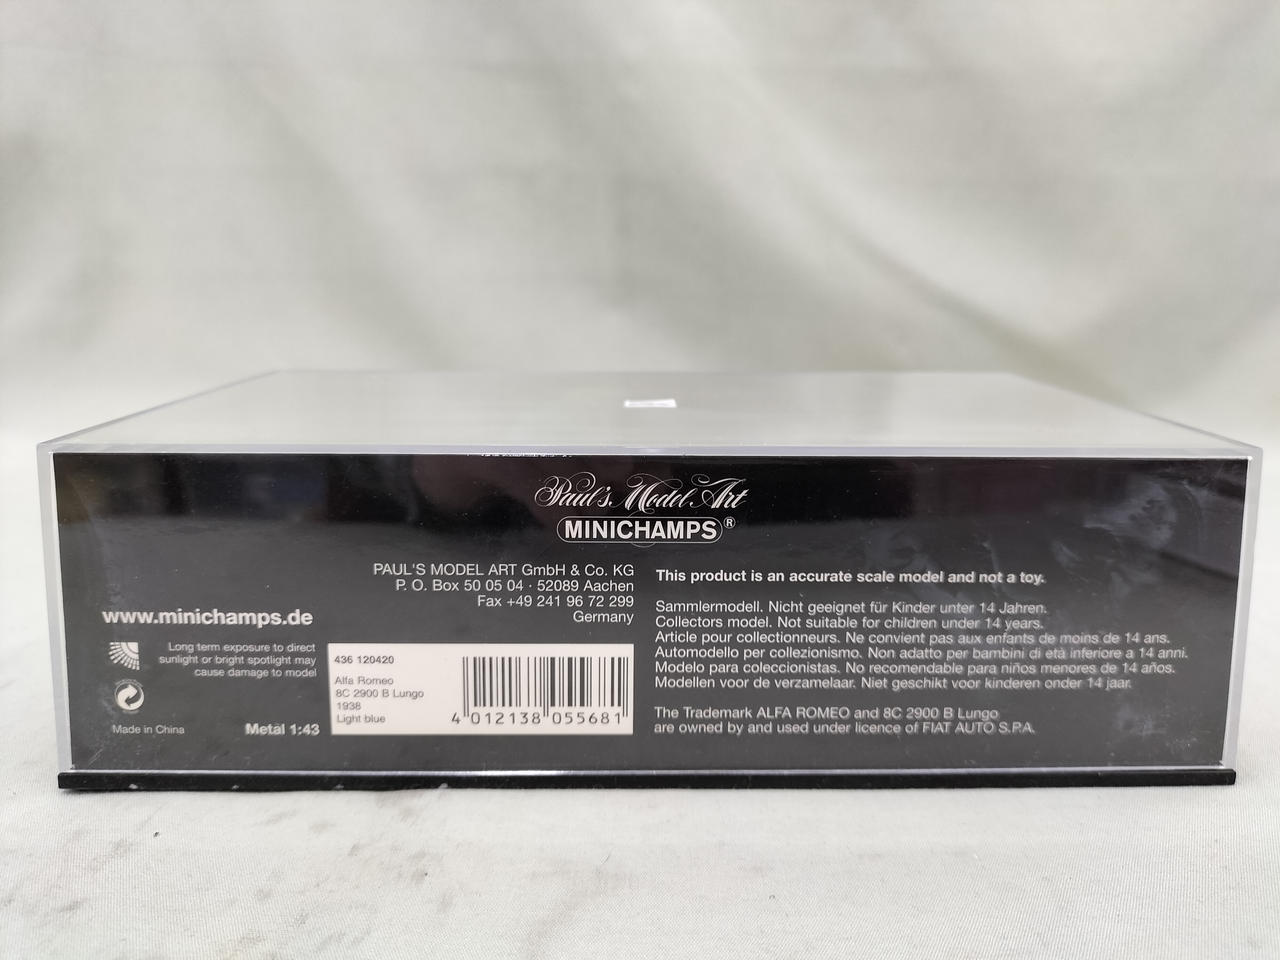 Paul's Model Art
MINICHAMPS®
PAUL'S MODEL ART GmbH & Co. KG
P. O. Box 50 05 04 · 52089 Aachen
Fax +49 241 96 72 299
Germany
www.minichamps.de
Long term exposure to direct
sunlight or bright spotlight may
cause damage to model
Made in China
Metal 1:43
436 120420
Alfa Romeo
8C 2900 B Lungo
1938
Light blue
4 012138 055681
This product is an accurate scale model and not a toy.
Sammlermodell. Nicht geeignet für Kinder unter 14 Jahren.
Collectors model. Not suitable for children under 14 years.
Article pour collectionneurs. Ne convient pas aux enfants de moins de 14 ans.
Automodello per collezionismo. Non adatto per bambini di età inferiore a 14 anni.
Modelo para coleccionistas. No recomendable para niños menores de 14 años.
Modellen voor de verzamelaar. Niet geschikt voor kinderen onder 14 jaar.
The Trademark ALFA ROMEO and 8C 2900 B Lungo
are owned by and used under licence of FIAT AUTO S.P.A.